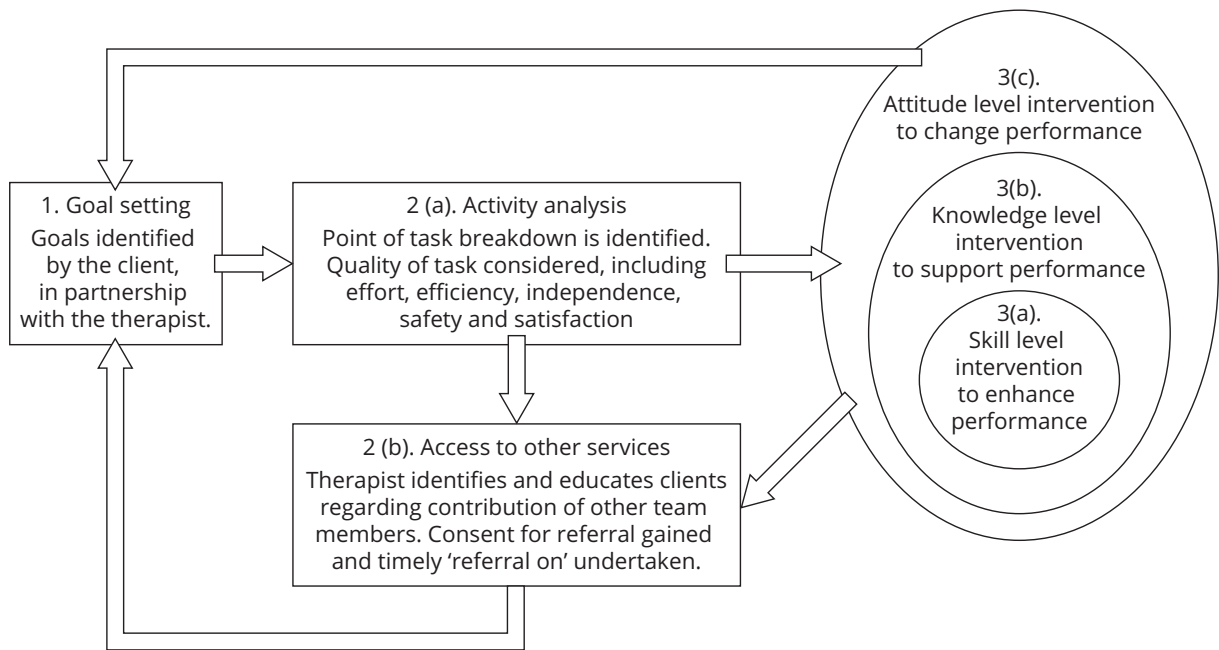 1. Goal setting
Goals identified
by the client,
in partnership
with the therapist.
2 (a). Activity analysis
Point of task breakdown is identified.
Quality of task considered, including
effort, efficiency, independence,
safety and satisfaction
2 (b). Access to other services
Therapist identifies and educates clients
regarding contribution of other team
members. Consent for referral gained
and timely ‘referral on’ undertaken.
3(c).
Attitude level intervention
to change performance
3(b).
Knowledge level
intervention
to support performance
3(a).
Skill level
intervention
to enhance
performance